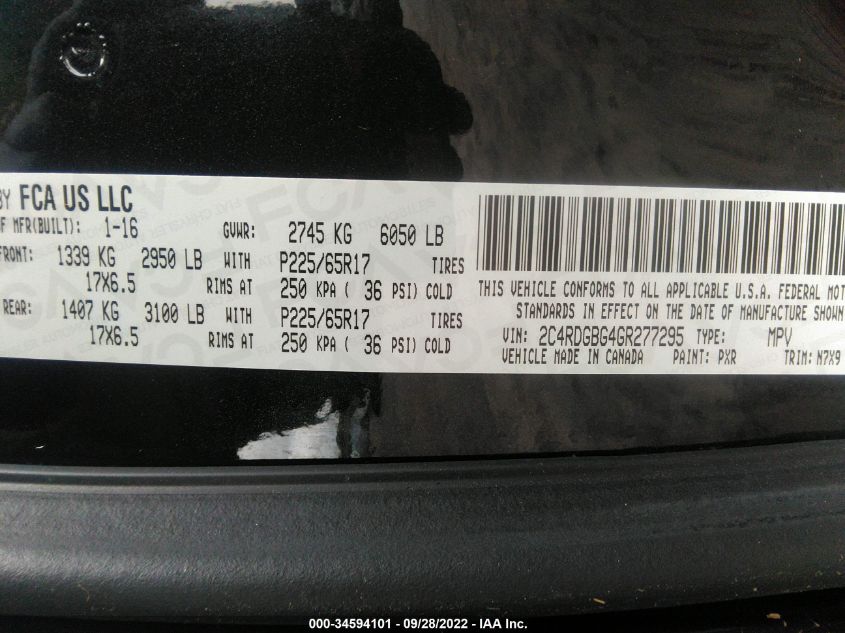 BY FCA US LLC
OF MFR(BUILT): 1-16 GVWR: 2745 KG 6050 LB
FRONT: 1339 KG 2950 LB WITH P225/65R17 TIRES
17X6.5 RIMS AT 250 KPA ( 36 PSI) COLD
REAR: 1407 KG 3100 LB WITH P225/65R17 TIRES
17X6.5 RIMS AT 250 KPA ( 36 PSI) COLD
THIS VEHICLE CONFORMS TO ALL APPLICABLE U.S.A. FEDERAL MOT
STANDARDS IN EFFECT ON THE DATE OF MANUFACTURE SHOWN
VIN: 2C4RDGBG4GR277295 TYPE: MPV
VEHICLE MADE IN CANADA PAINT: PXR TRIM: N7X9
000-34594101 - 09/28/2022 - IAA Inc.